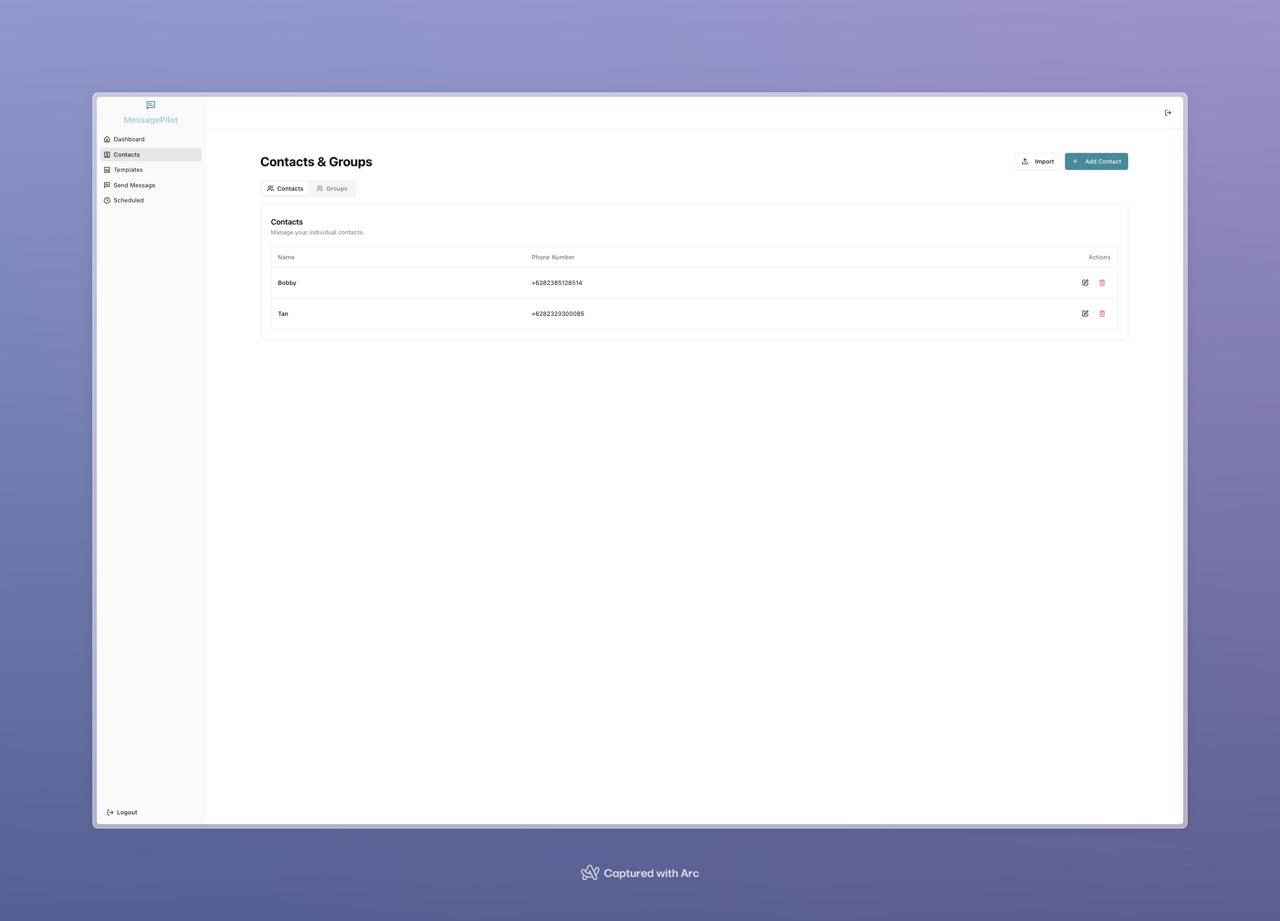 MessagePilot
Dashboard
Contacts
Templates
Send Message
Scheduled
Logout
Contacts & Groups
Import
Add Contact
Contacts
Groups
Contacts
Manage your individual contacts.
Name Phone Number Actions
Bobby +6282385128514
Tan +6282323300085
Captured with Arc